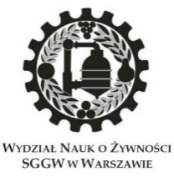 WYDZIAŁ NAUK O ŻYWNOŚCI
SGGW W WARSZAWIE